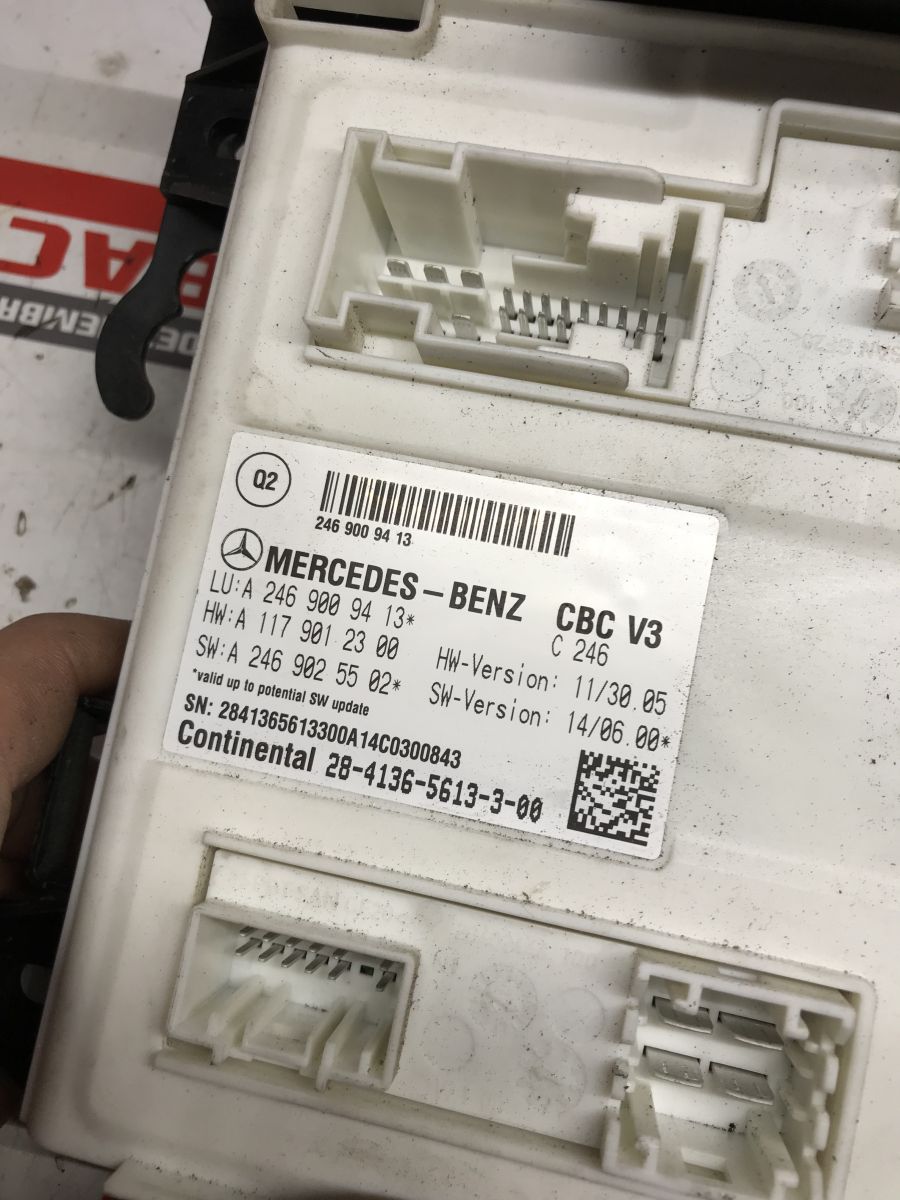 Q2
246 900 94 13
MERCEDES-BENZ CBC V3
C 246
LU:A 246 900 94 13*
HW:A 117 901 23 00 HW-Version: 11/30.05
SW:A 246 902 55 02* SW-Version: 14/06.00*
*valid up to potential SW update
SN: 2841365613300A14C0300843
Continental 28-4136-5613-3-00